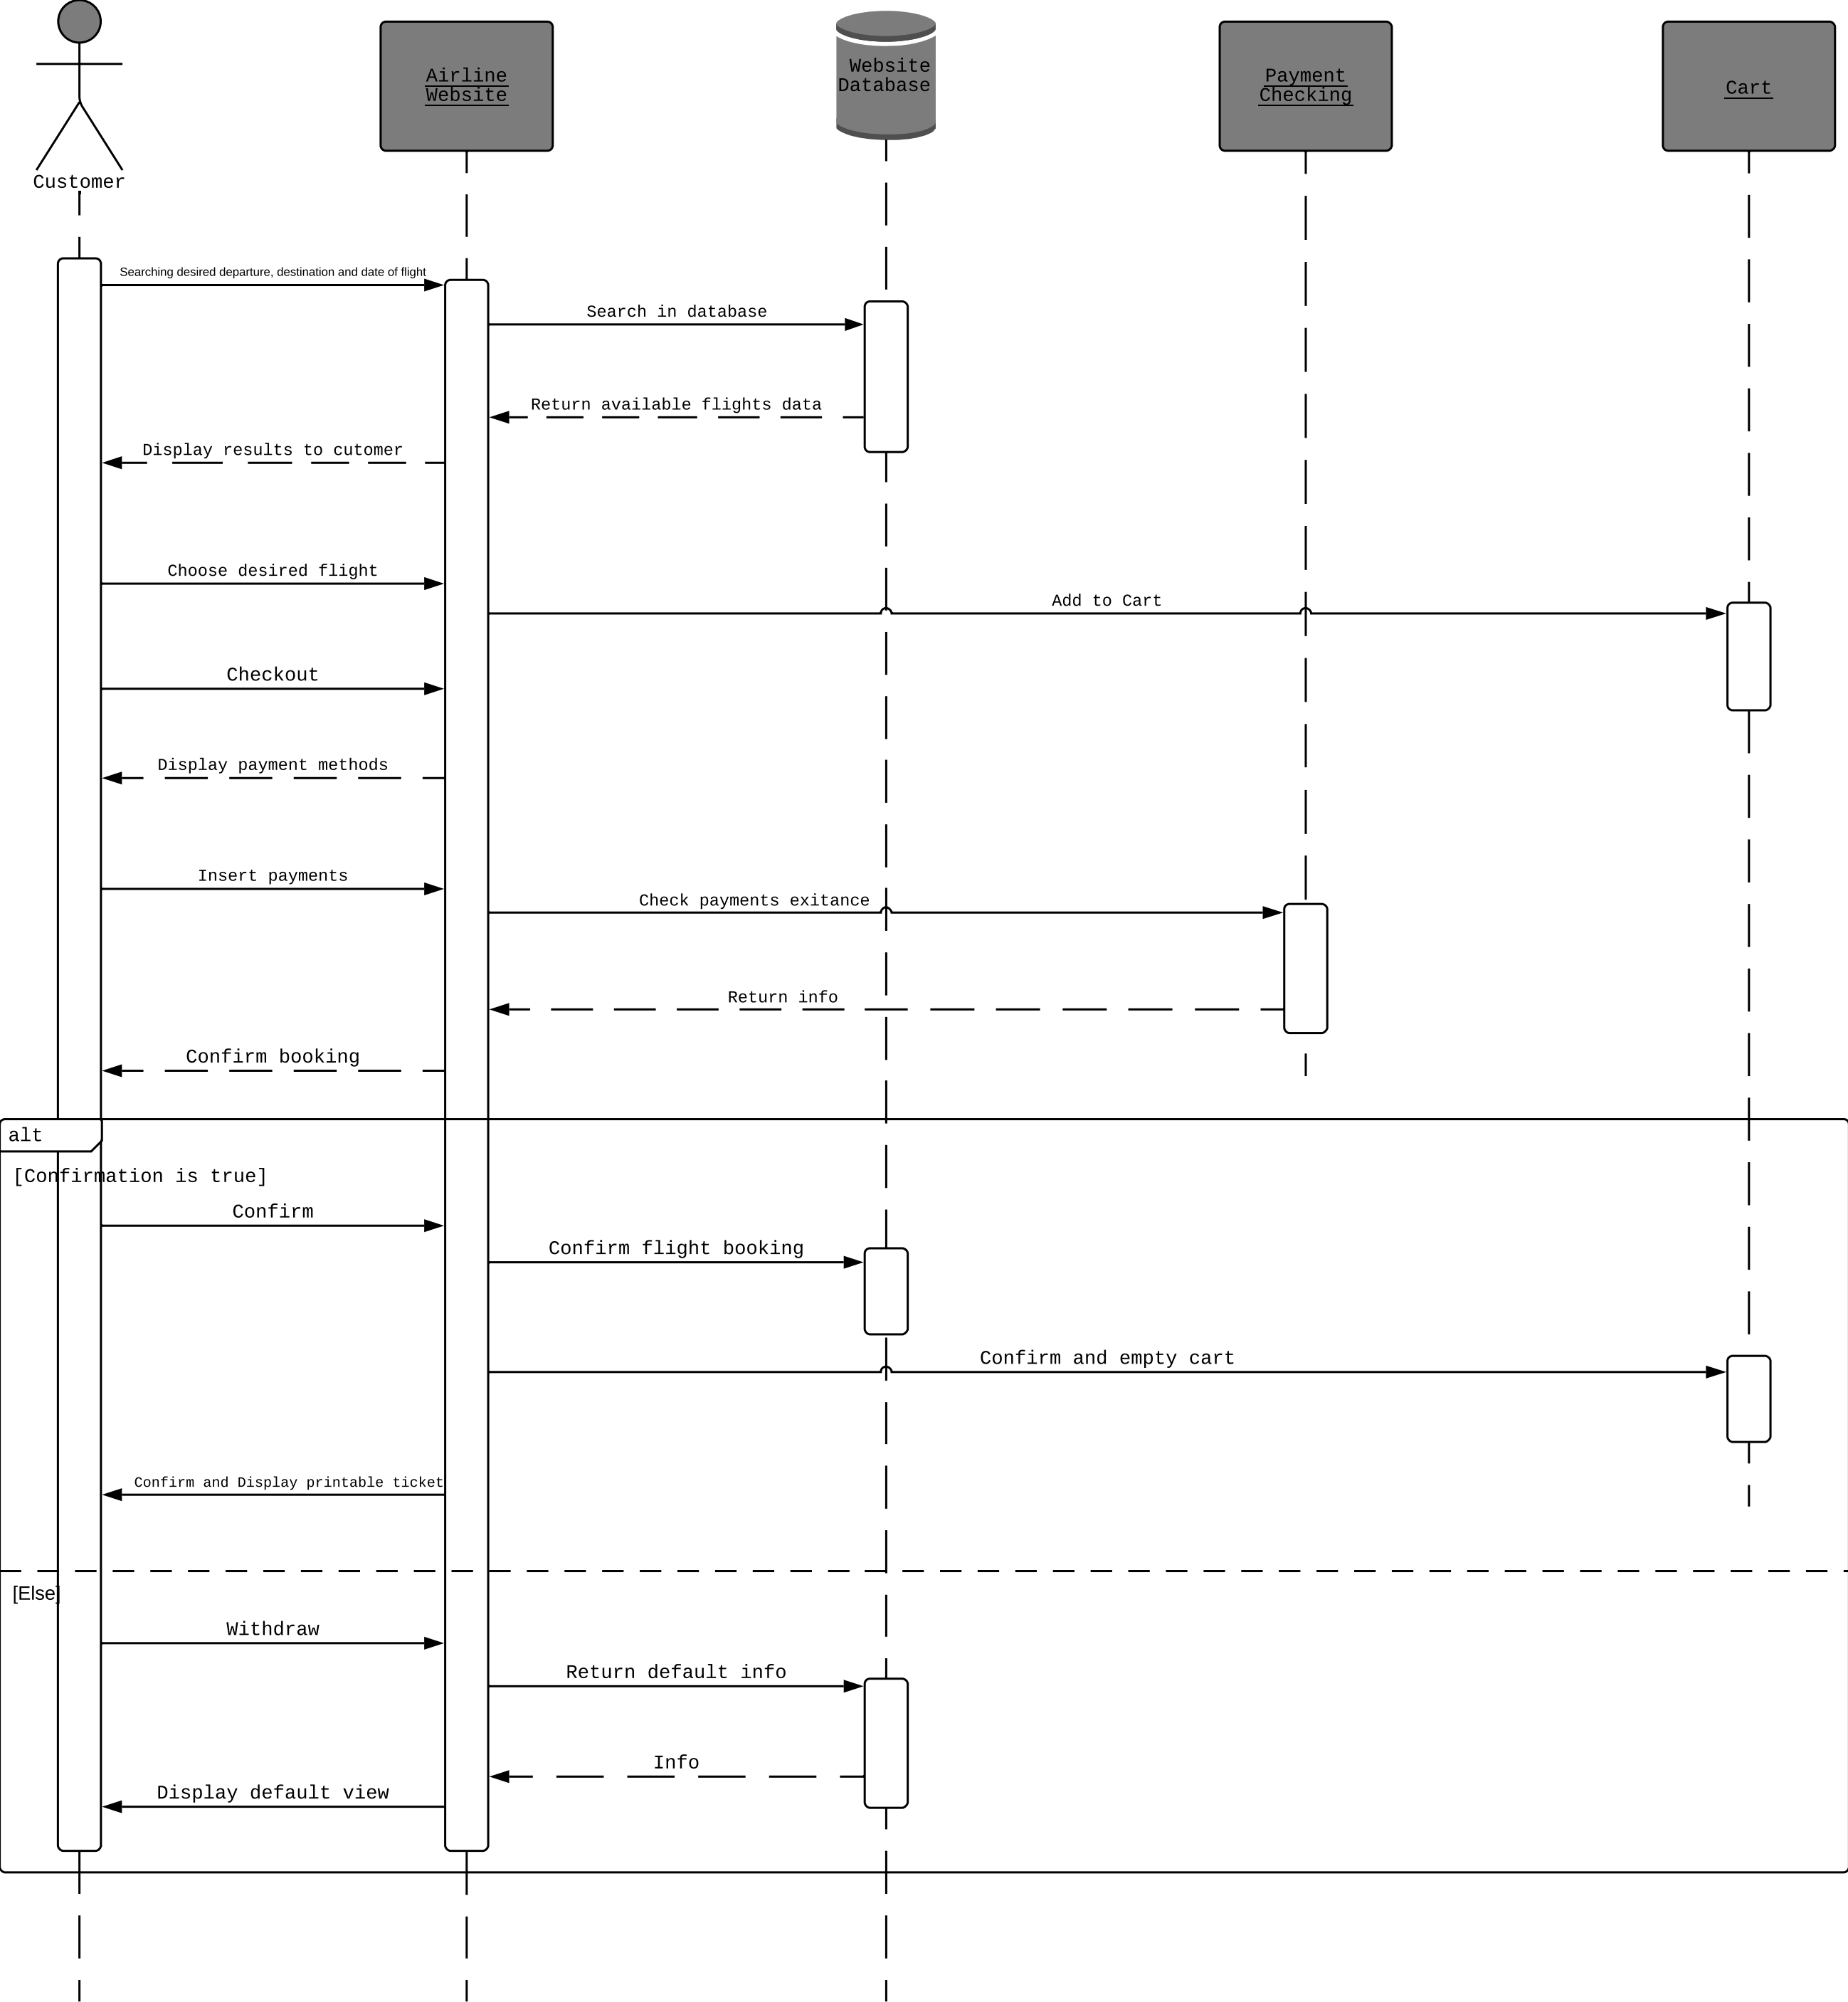 Customer
Airline
Website
Website
Database
Payment
Checking
Cart
Searching desired departure, destination and date of flight
Search in database
Return available flights data
Display results to cutomer
Choose desired flight
Add to Cart
Checkout
Display payment methods
Insert payments
Check payments exitance
Return info
Confirm booking
alt
[Confirmation is true]
Confirm
Confirm flight booking
Confirm and empty cart
Confirm and Display printable ticket
[Else]
Withdraw
Return default info
Info
Display default view